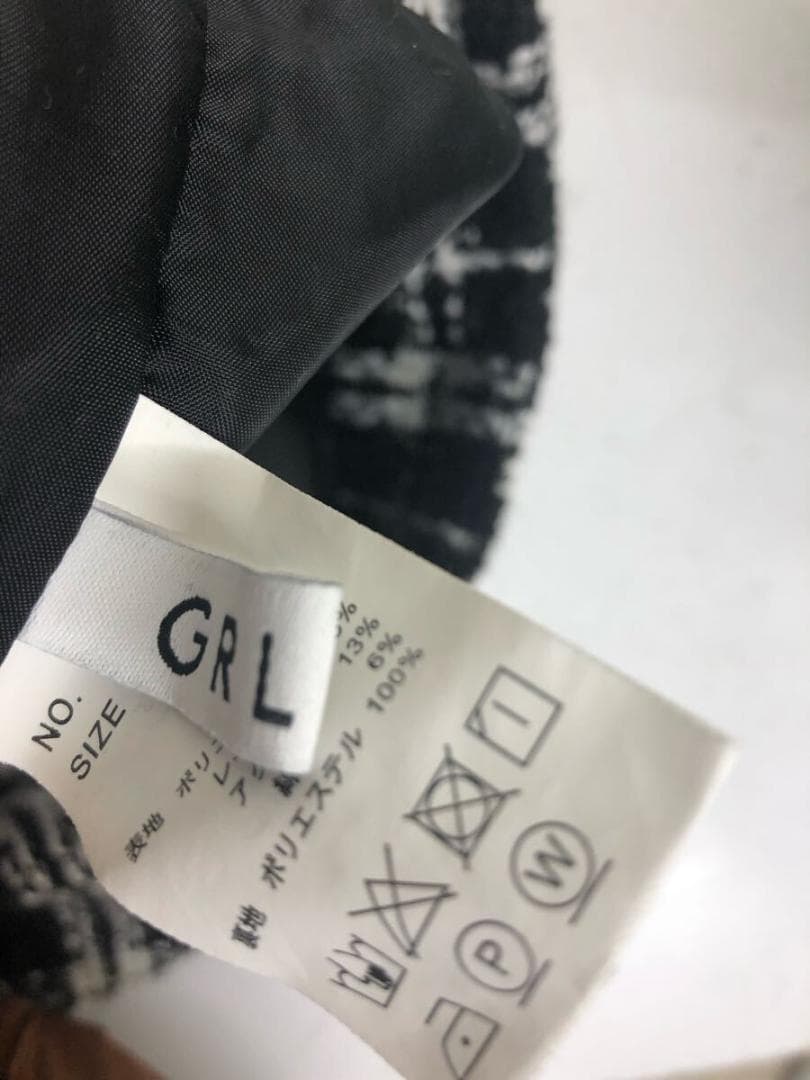 GRL
NO.
SIZE
表地 ポリ
%
レ 13%
ア 6%
裏地 ポリエステル 100%
W
P